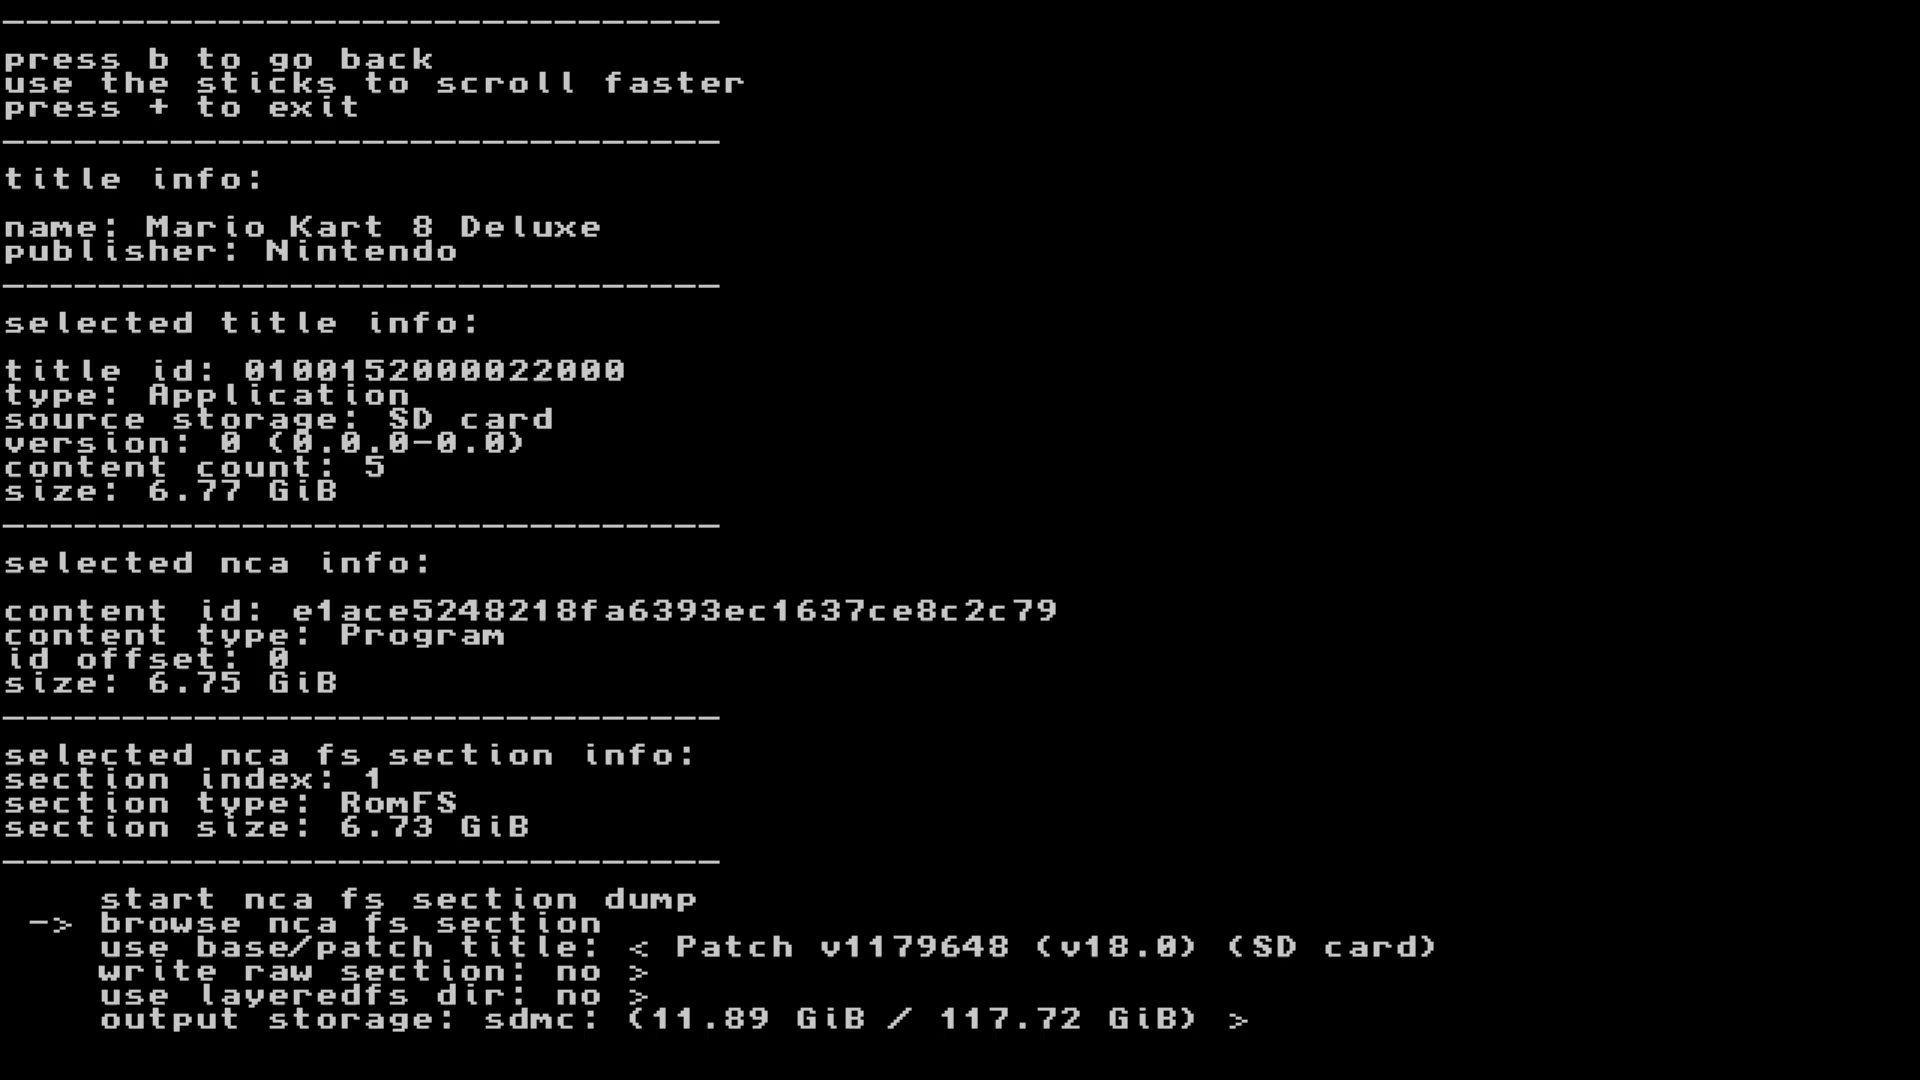 press b to go back
use the sticks to scroll faster
press + to exit
title info:
name: Mario Kart 8 Deluxe
publisher: Nintendo
selected title info:
title id: 0100152000022000
type: Application
source storage: SD card
version: 0 (0.0.0-0.0)
content count: 5
size: 6.77 GiB
selected nca info:
content id: e1ace5248218fa6393ec1637ce8c2c79
content type: Program
id offset: 0
size: 6.75 GiB
selected nca fs section info:
section index: 1
section type: RomFS
section size: 6.73 GiB
start nca fs section dump
-> browse nca fs section
use base/patch title: < Patch v1179648 (v18.0) (SD card)
write raw section: no >
use layeredfs dir: no >
output storage: sdmc: (11.89 GiB / 117.72 GiB) >